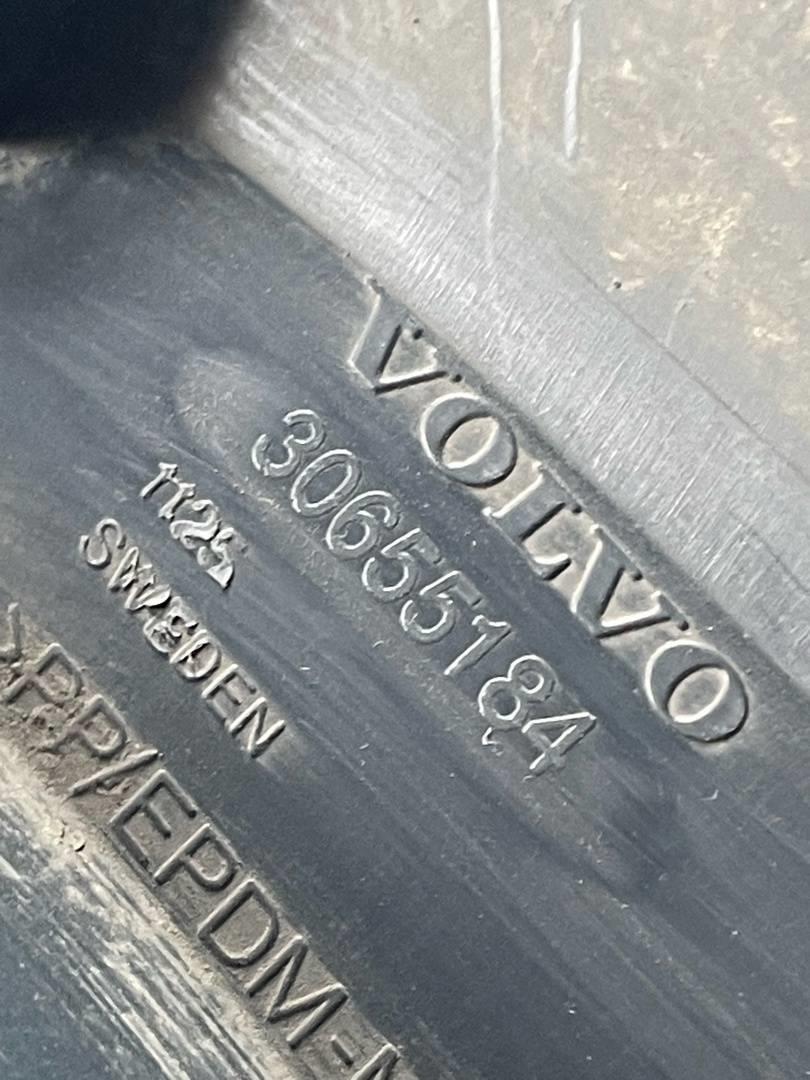 VOLVO
30655184
1125
SWEDEN
>PP/EPDM-